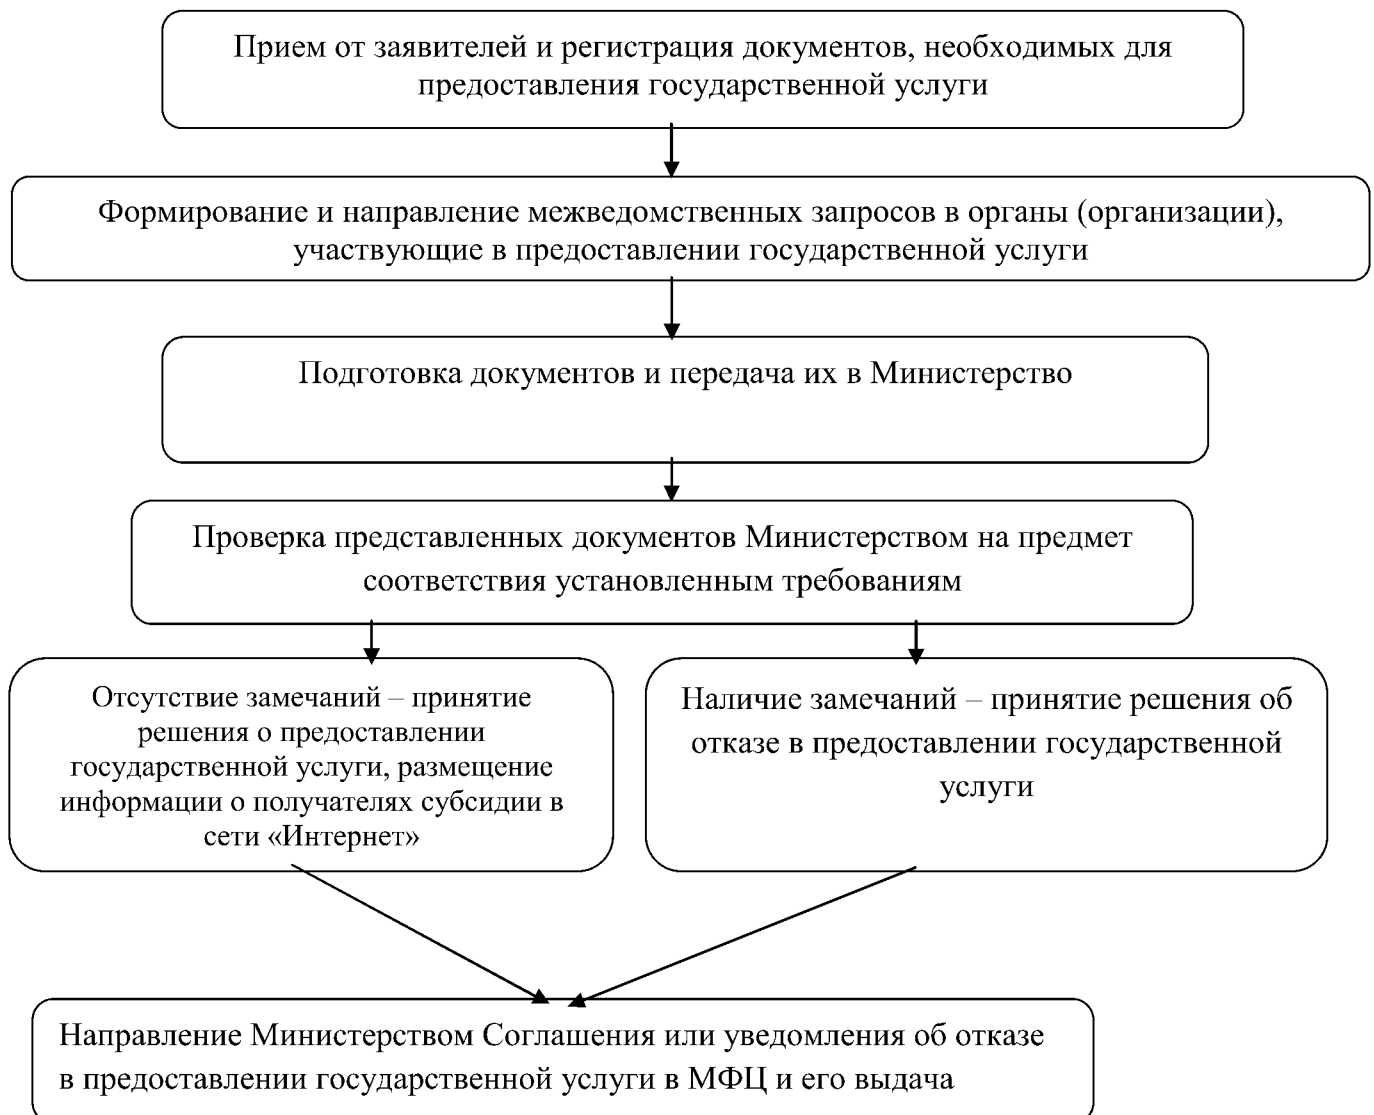 Прием от заявителей и регистрация документов, необходимых для
предоставления государственной услуги
Формирование и направление межведомственных запросов в органы (организации),
участвующие в предоставлении государственной услуги
Подготовка документов и передача их в Министерство
Проверка представленных документов Министерством на предмет
соответствия установленным требованиям
Отсутствие замечаний – принятие
решения о предоставлении
государственной услуги, размещение
информации о получателях субсидии в
сети «Интернет»
Наличие замечаний – принятие решения об
отказе в предоставлении государственной
услуги
Направление Министерством Соглашения или уведомления об отказе
в предоставлении государственной услуги в МФЦ и его выдача